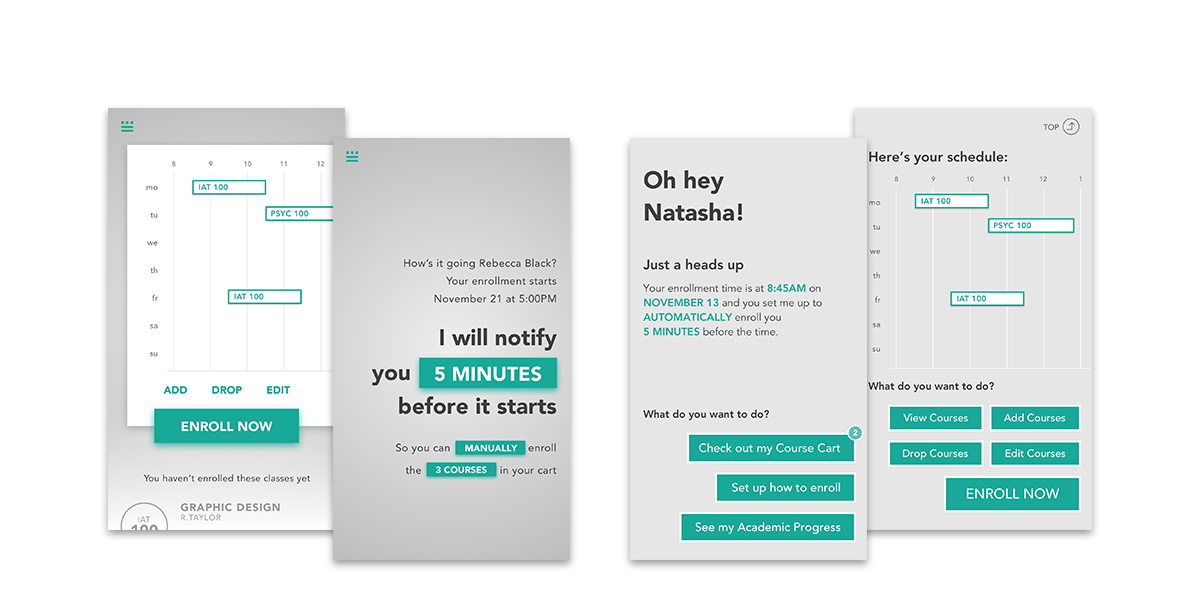 8 9 10 11 12
mo
IAT 100
tu
PSYC 100
we
th
fr
IAT 100
sa
su
ADD DROP EDIT
ENROLL NOW
You haven't enrolled these classes yet
IAT
100
GRAPHIC DESIGN
R.TAYLOR
How's it going Rebecca Black?
Your enrollment starts
November 21 at 5:00PM
I will notify
you 5 MINUTES
before it starts
So you can MANUALLY enroll
the 3 COURSES in your cart
Oh hey
Natasha!
Just a heads up
Your enrollment time is at 8:45AM on
NOVEMBER 13 and you set me up to
AUTOMATICALLY enroll you
5 MINUTES before the time.
What do you want to do?
2
Check out my Course Cart
Set up how to enroll
See my Academic Progress
TOP
Here's your schedule:
8 9 10 11 12 1
mo
IAT 100
tu
PSYC 100
we
th
fr
IAT 100
sa
su
What do you want to do?
View Courses Add Courses
Drop Courses Edit Courses
ENROLL NOW